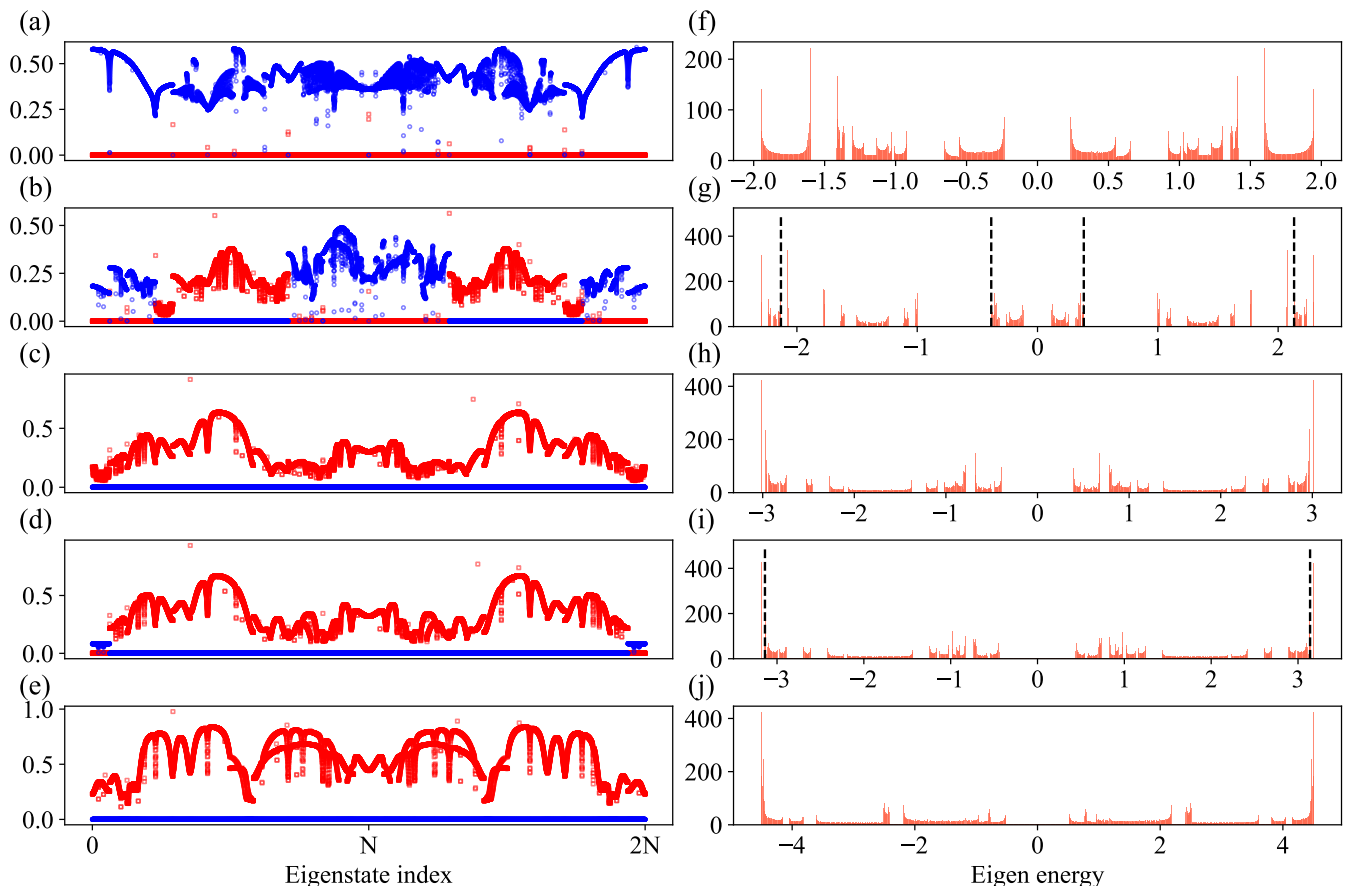 (a)
0.50
0.25
0.00
(b)
0.50
0.25
0.00
(c)
0.5
0.0
(d)
0.5
0.0
(e)
1.0
0.5
0.0
0 N 2N
Eigenstate index
(f)
200
100
0
−2.0 −1.5 −1.0 −0.5 0.0 0.5 1.0 1.5 2.0
(g)
400
200
0
−2 −1 0 1 2
(h)
400
200
0
−3 −2 −1 0 1 2 3
(i)
400
200
0
−3 −2 −1 0 1 2 3
(j)
400
200
0
−4 −2 0 2 4
Eigen energy